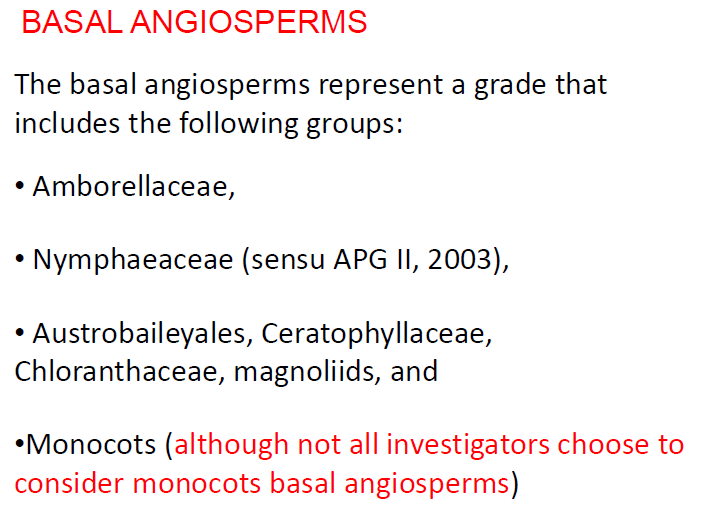 BASAL ANGIOSPERMS
The basal angiosperms represent a grade that
includes the following groups:
• Amborellaceae,
• Nymphaeaceae (sensu APG II, 2003),
• Austrobaileyales, Ceratophyllaceae,
Chloranthaceae, magnoliids, and
•Monocots (although not all investigators choose to
consider monocots basal angiosperms)